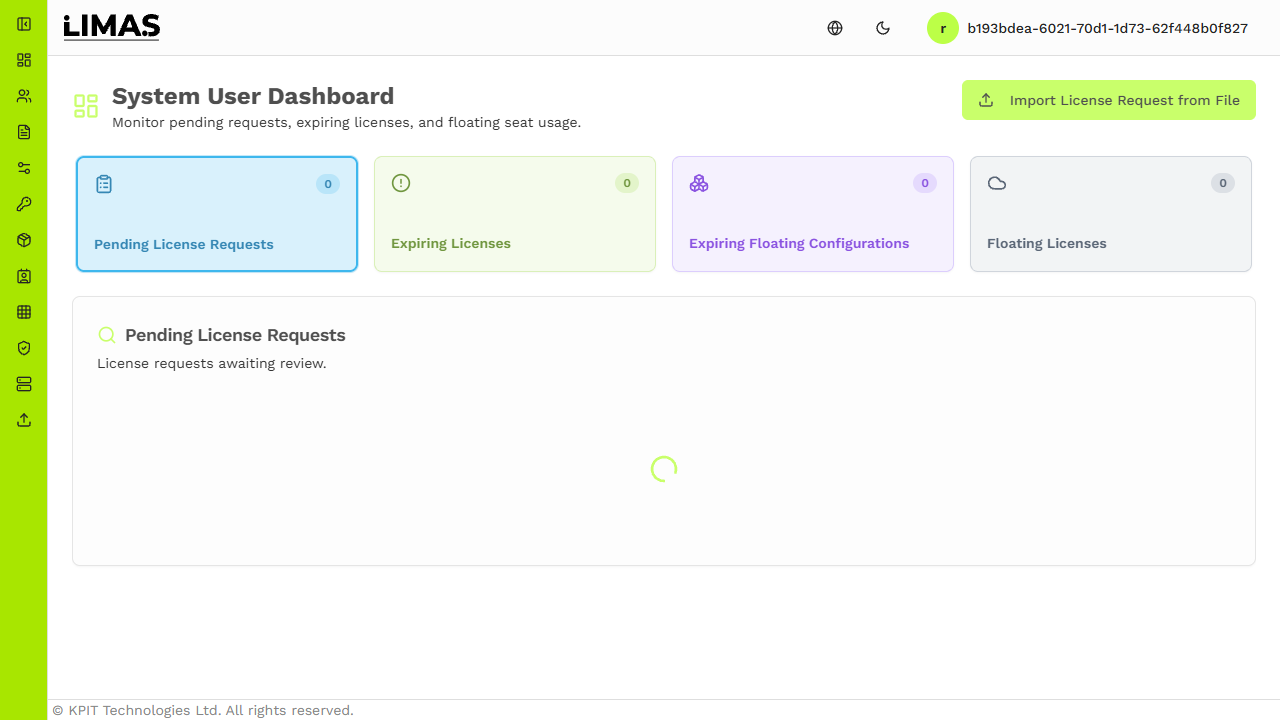 LIMAS
r
b193bdea-6021-70d1-1d73-62f448b0f827
System User Dashboard
Monitor pending requests, expiring licenses, and floating seat usage.
Import License Request from File
0
Pending License Requests
0
Expiring Licenses
0
Expiring Floating Configurations
0
Floating Licenses
Pending License Requests
License requests awaiting review.
© KPIT Technologies Ltd. All rights reserved.